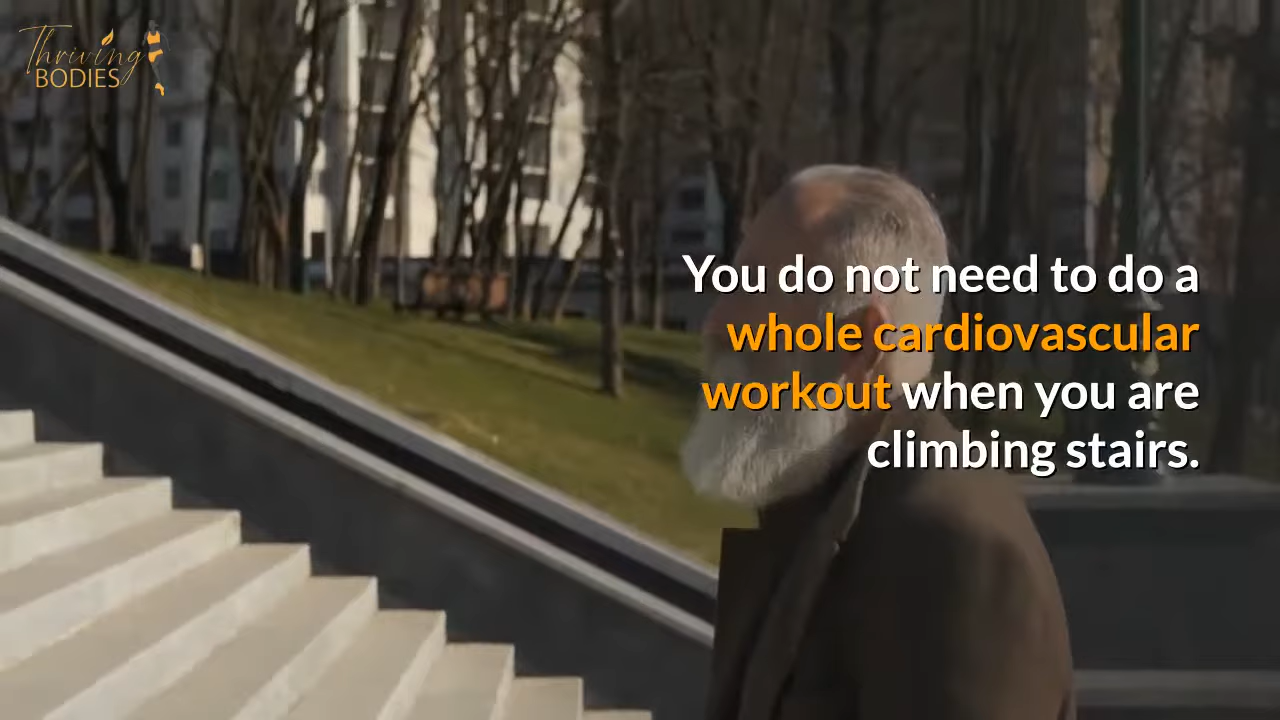 Thriving
BODIES
You do not need to do a
whole cardiovascular
workout when you are
climbing stairs.